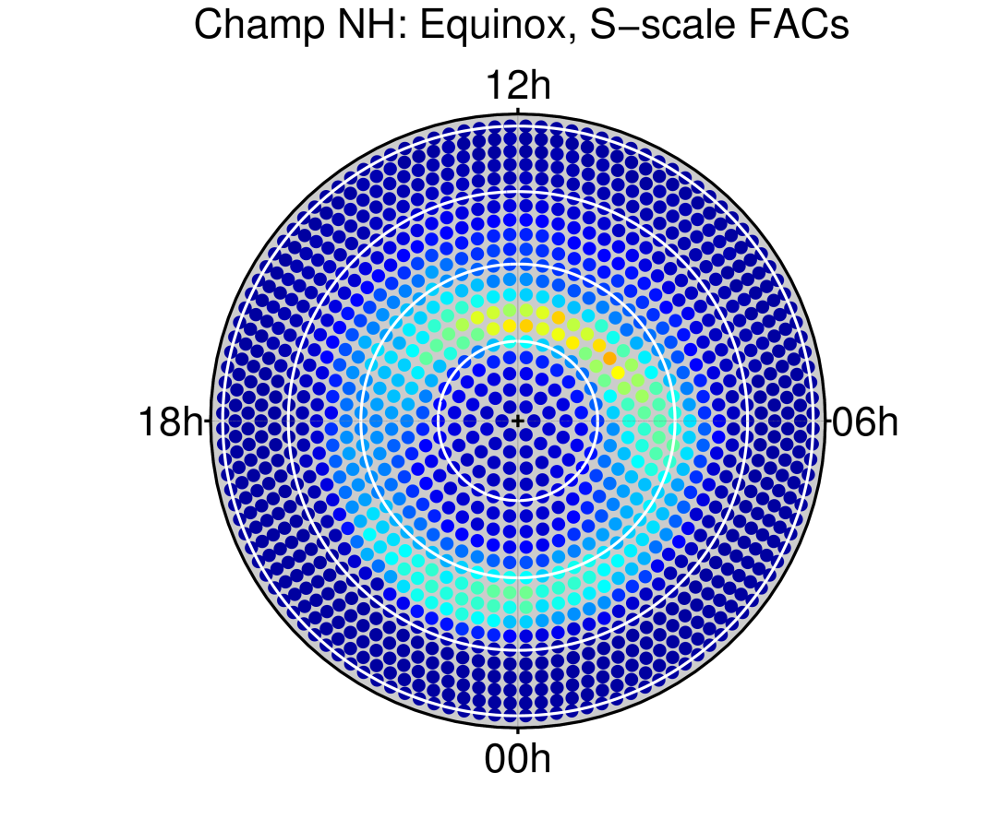 Champ NH: Equinox, S−scale FACs
12h
18h
06h
00h